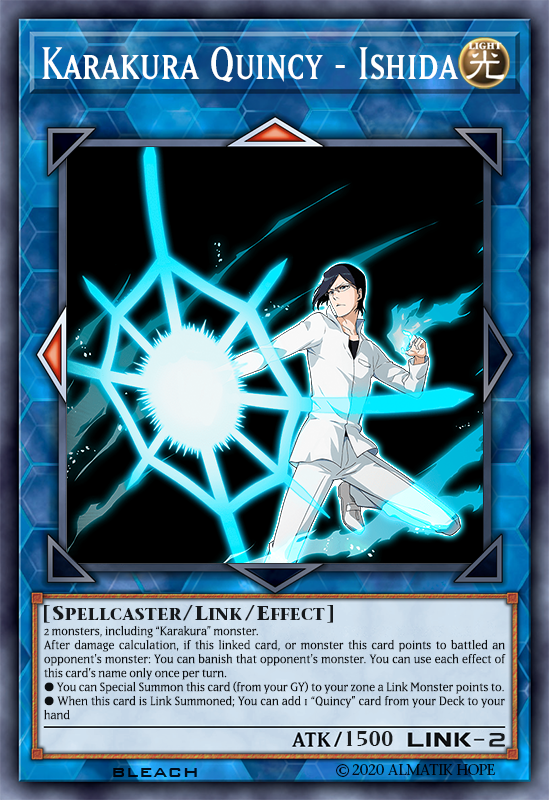 Karakura Quincy - Ishida
LIGHT
光
[Spellcaster/Link/Effect]
2 monsters, including “Karakura” monster.
After damage calculation, if this linked card, or monster this card points to battled an
opponent's monster: You can banish that opponent's monster. You can use each effect of
this card's name only once per turn.
● You can Special Summon this card (from your GY) to your zone a Link Monster points to.
● When this card is Link Summoned; You can add 1 “Quincy” card from your Deck to your
hand
ATK/1500 LINK-2
BLEACH ©2020 ALMATIK HOPE